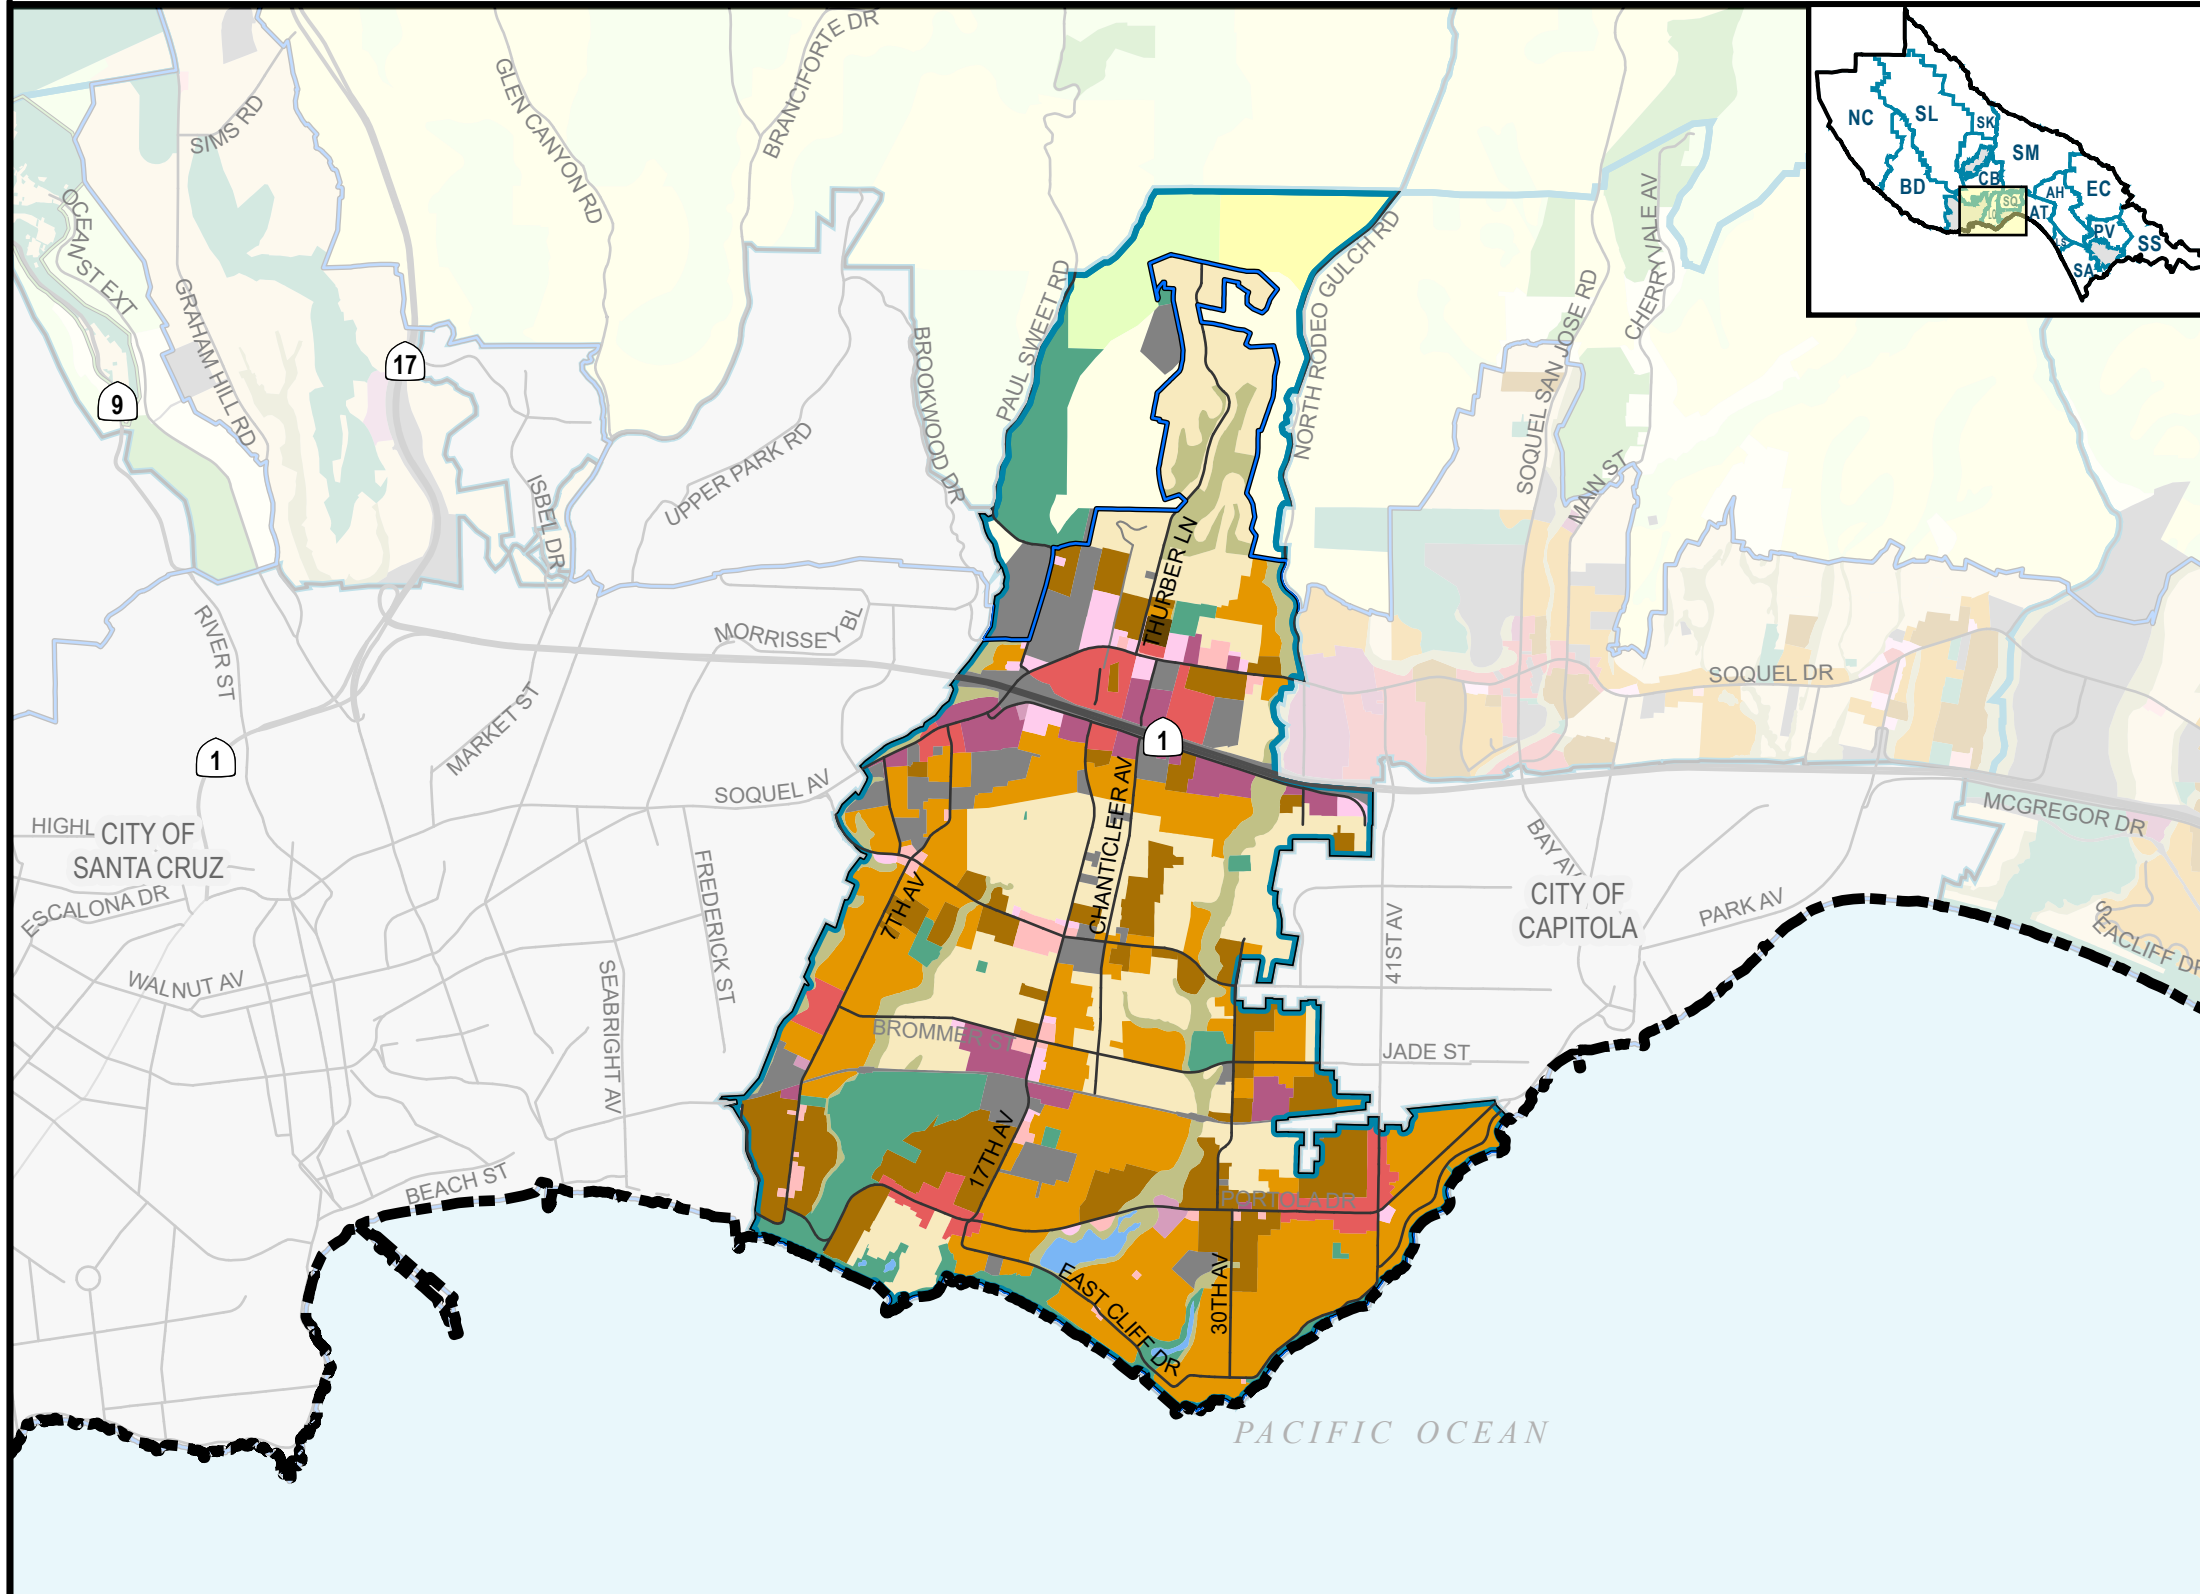 BRANCIFORTE DR
GLEN CANYON RD
SIMS RD
OCEAN ST EXT
GRAHAM HILL RD
17
9
PAUL SWEET RD
BROOKWOOD DR
UPPER PARK RD
ISBEL DR
NORTH RODEO GULCH RD
SOQUEL SAN JOSE RD
CHERRYVALE AV
MAIN ST
NC
SL
SK
SM
BD
CB
AH
EC
SQ
AT
PV
SS
SA
THURBER LN
MORRISSEY BL
RIVER ST
MARKET ST
SOQUEL DR
1
1
SOQUEL AV
HIGHL
CITY OF
SANTA CRUZ
ESCALONA DR
WALNUT AV
FREDERICK ST
SEABRIGHT AV
7TH AV
CHANTICLEER AV
MCGREGOR DR
BAY AV
CITY OF
CAPITOLA
PARK AV
41ST AV
SEACLIFF DR
BROMMER ST
JADE ST
17TH AV
BEACH ST
PORTOLA DR
EAST CLIFF DR
30TH AV
PACIFIC OCEAN